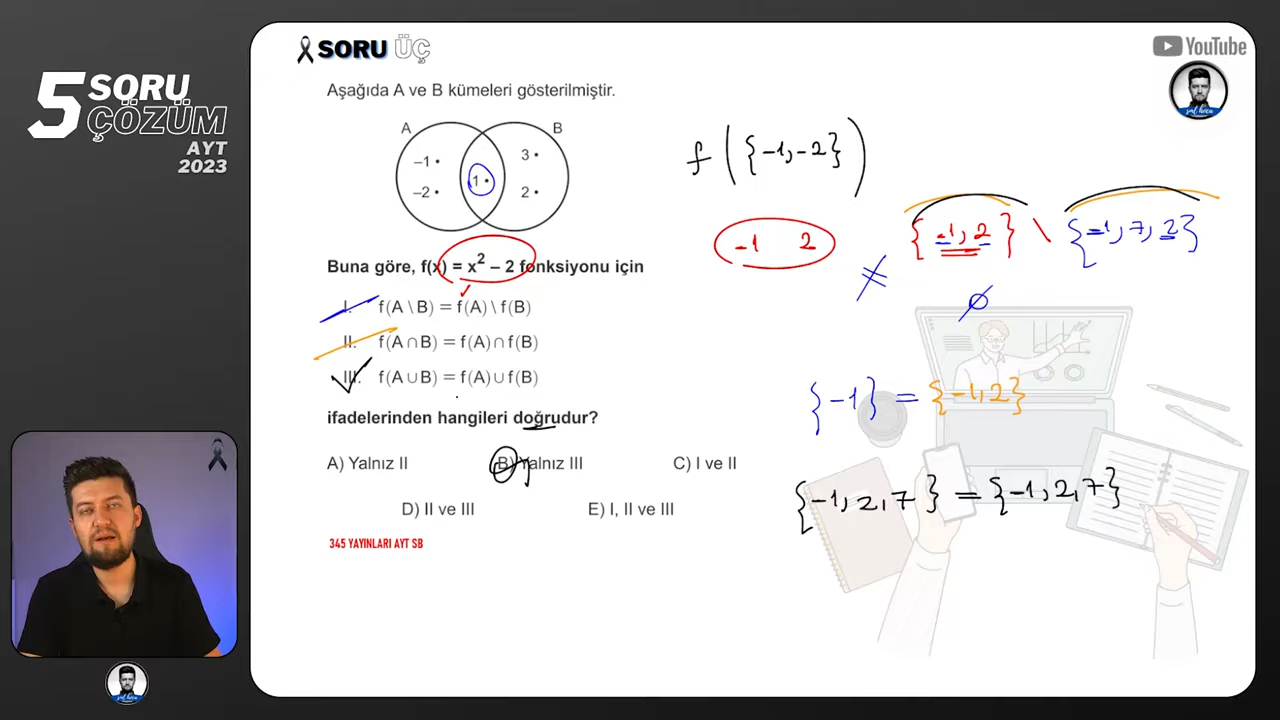 5 SORU
ÇÖZÜM
AYT
2023
SORU ÜÇ
YouTube
Aşağıda A ve B kümeleri gösterilmiştir.
A
B
–1
–2
1
3
2
f ( {-1,-2} )
-1 2
{-1,2} \ {-1,7,2}
≠
∅
Buna göre, f(x) = x² – 2 fonksiyonu için
I. f(A \ B) = f(A) \ f(B)
II. f(A ∩ B) = f(A) ∩ f(B)
III. f(A ∪ B) = f(A) ∪ f(B)
{-1} = {-1,2}
ifadelerinden hangileri doğrudur?
A) Yalnız II B) Yalnız III C) I ve II
D) II ve III E) I, II ve III
{-1,2,7} = {-1,2,7}
345 YAYINLARI AYT SB